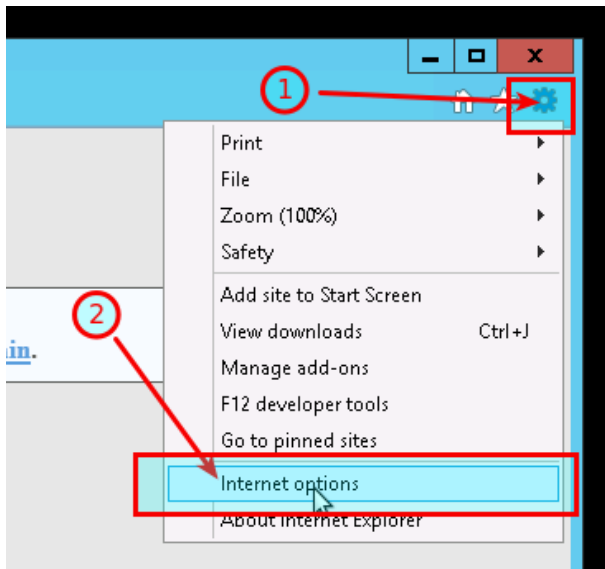 x
1
Print
File
Zoom (100%)
Safety
Add site to Start Screen
2
View downloads Ctrl+J
in.
Manage add-ons
F12 developer tools
Go to pinned sites
Internet options
About Internet Explorer